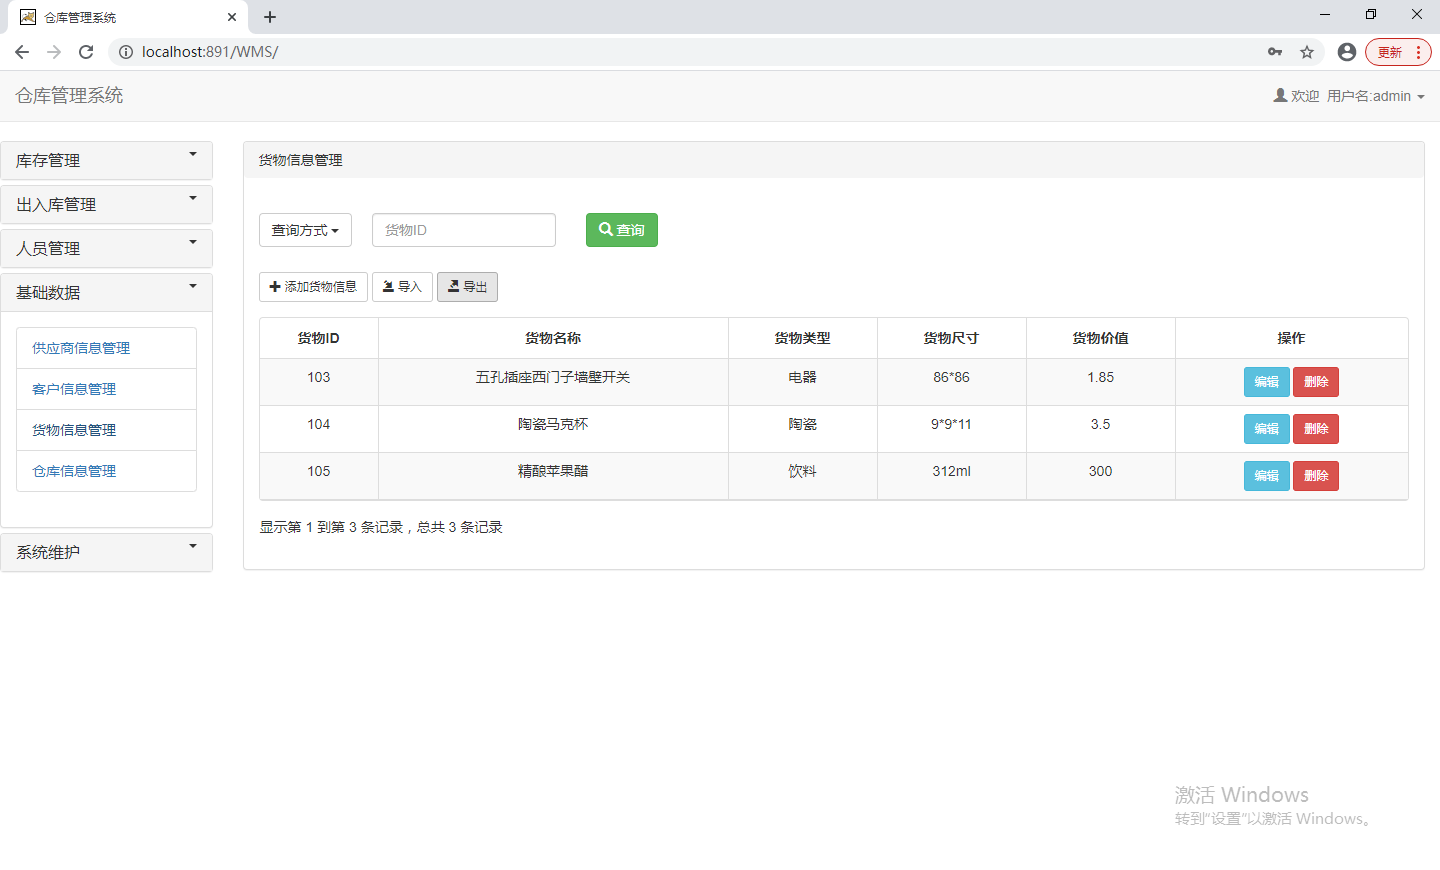 仓库管理系统
localhost:891/WMS/
更新
仓库管理系统
欢迎 用户名:admin
库存管理
出入库管理
人员管理
基础数据
供应商信息管理
客户信息管理
货物信息管理
仓库信息管理
系统维护
货物信息管理
查询方式 货物ID 查询
添加货物信息 导入 导出
货物ID 货物名称 货物类型 货物尺寸 货物价值 操作
103 五孔插座西门子墙壁开关 电器 86*86 1.85 编辑 删除
104 陶瓷马克杯 陶瓷 9*9*11 3.5 编辑 删除
105 精酿苹果醋 饮料 312ml 300 编辑 删除
显示第 1 到第 3 条记录，总共 3 条记录
激活 Windows
转到"设置"以激活 Windows。